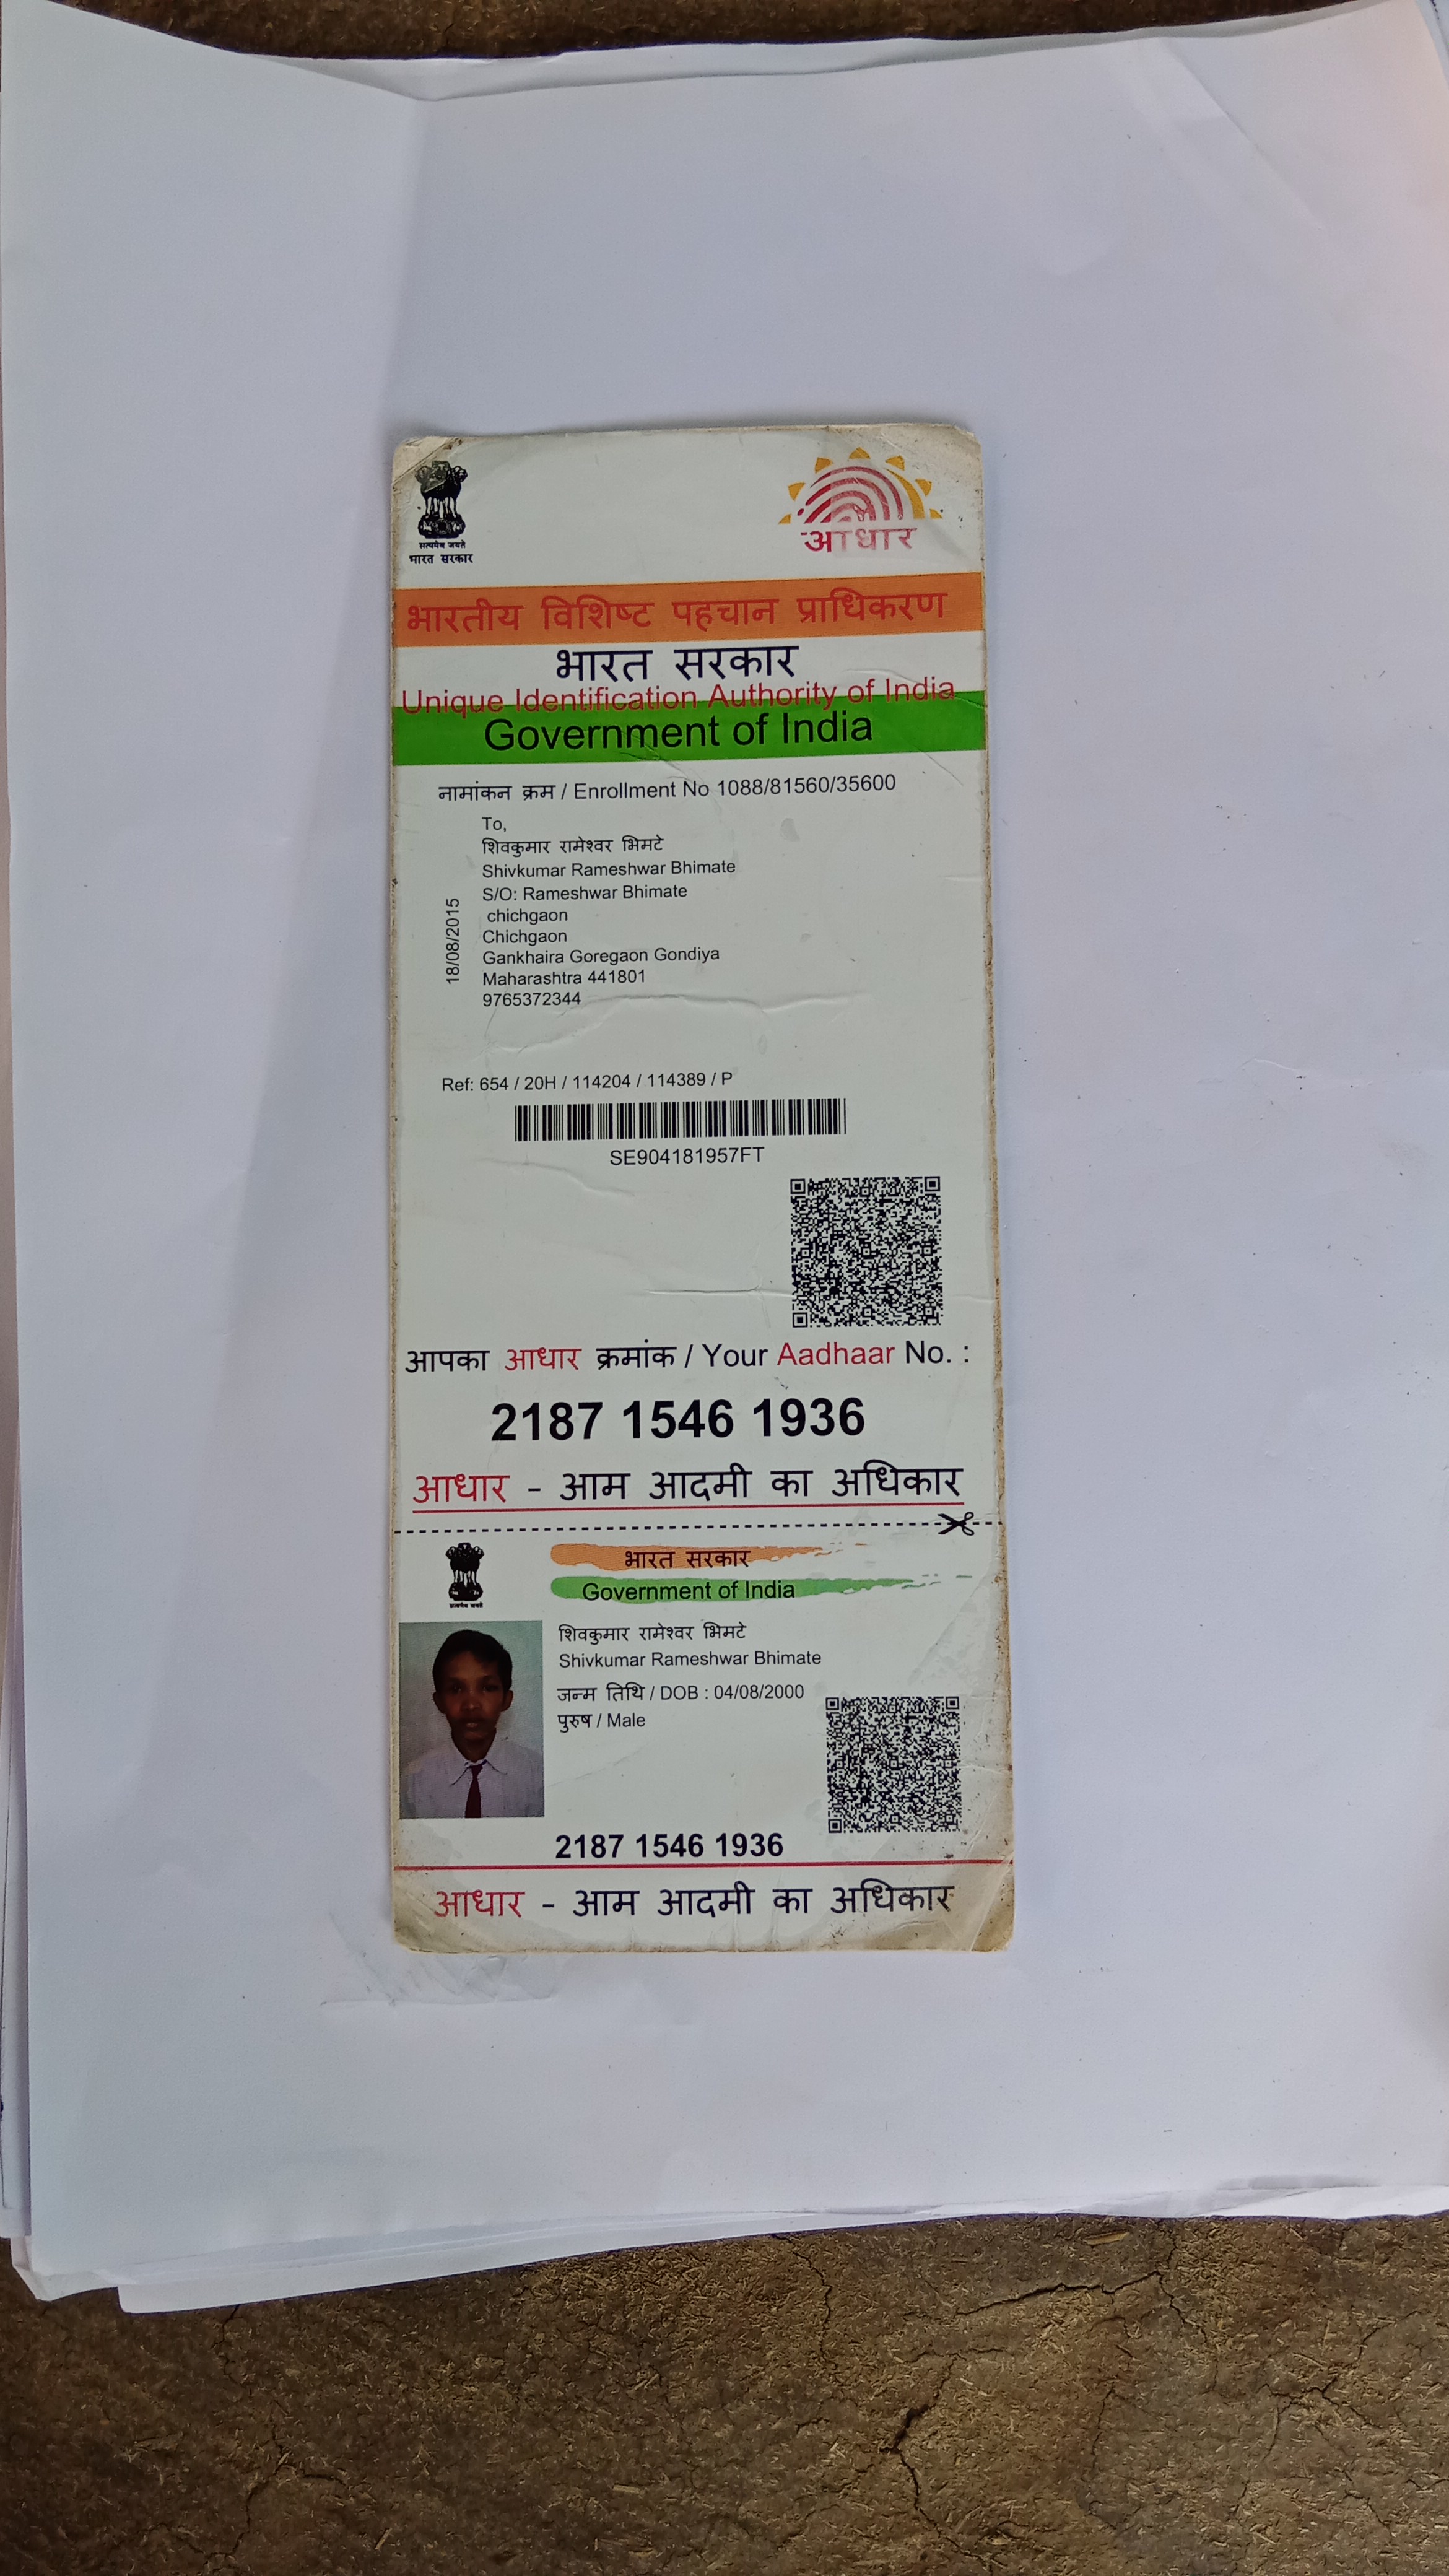 सत्यमेव जयते
भारत सरकार
आधार
भारतीय विशिष्ट पहचान प्राधिकरण
भारत सरकार
Unique Identification Authority of India
Government of India
नामांकन क्रम / Enrollment No 1088/81560/35600
To,
शिवकुमार रामेश्वर भिमटे
Shivkumar Rameshwar Bhimate
S/O: Rameshwar Bhimate
chichgaon
Chichgaon
Gankhaira Goregaon Gondiya
Maharashtra 441801
9765372344
18/08/2015
Ref: 654 / 20H / 114204 / 114389 / P
SE904181957FT
आपका आधार क्रमांक / Your Aadhaar No. :
2187 1546 1936
आधार - आम आदमी का अधिकार
सत्यमेव जयते
भारत सरकार
Government of India
शिवकुमार रामेश्वर भिमटे
Shivkumar Rameshwar Bhimate
जन्म तिथि / DOB : 04/08/2000
पुरुष / Male
2187 1546 1936
आधार - आम आदमी का अधिकार